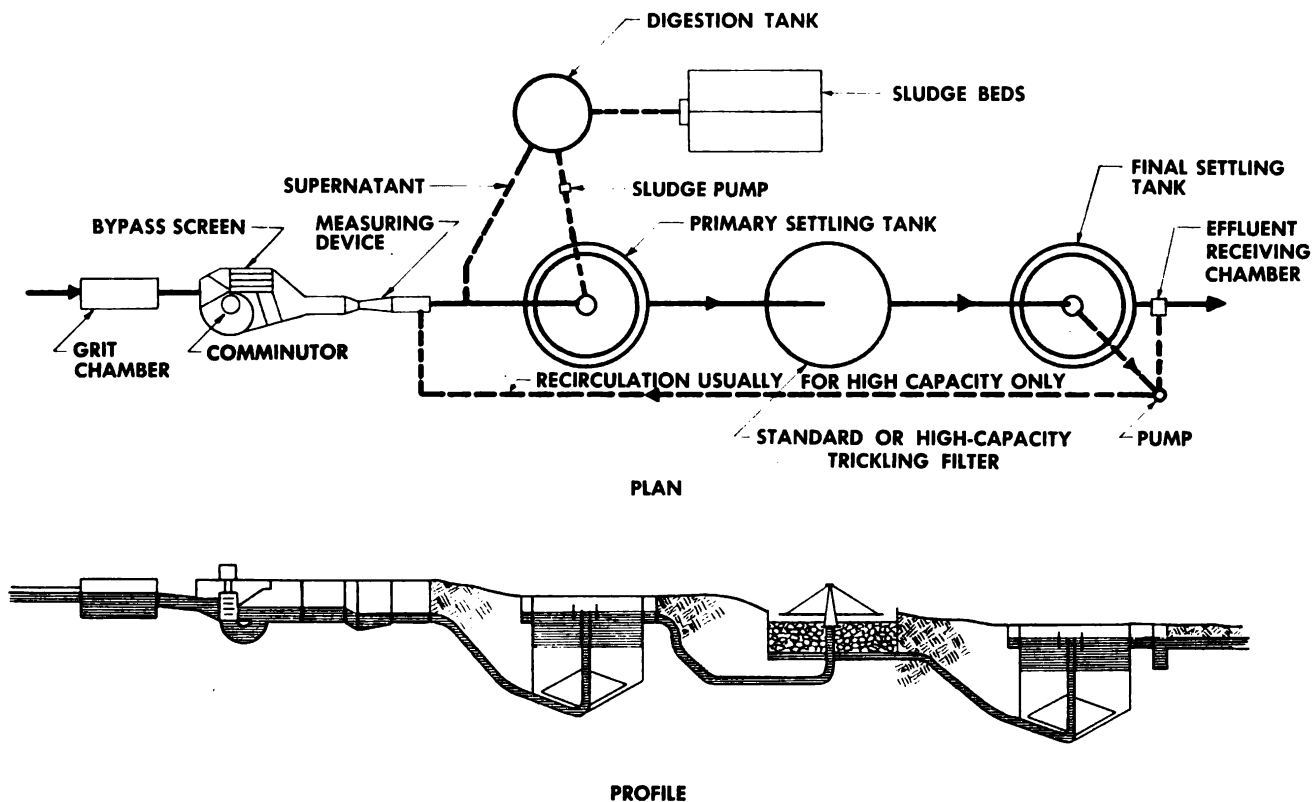 DIGESTION TANK
SLUDGE BEDS
FINAL SETTLING
TANK
SUPERNATANT
SLUDGE PUMP
BYPASS SCREEN
MEASURING
DEVICE
PRIMARY SETTLING TANK
EFFLUENT
RECEIVING
CHAMBER
GRIT
CHAMBER
COMMINUTOR
RECIRCULATION USUALLY FOR HIGH CAPACITY ONLY
STANDARD OR HIGH-CAPACITY
TRICKLING FILTER
PUMP
PLAN
PROFILE